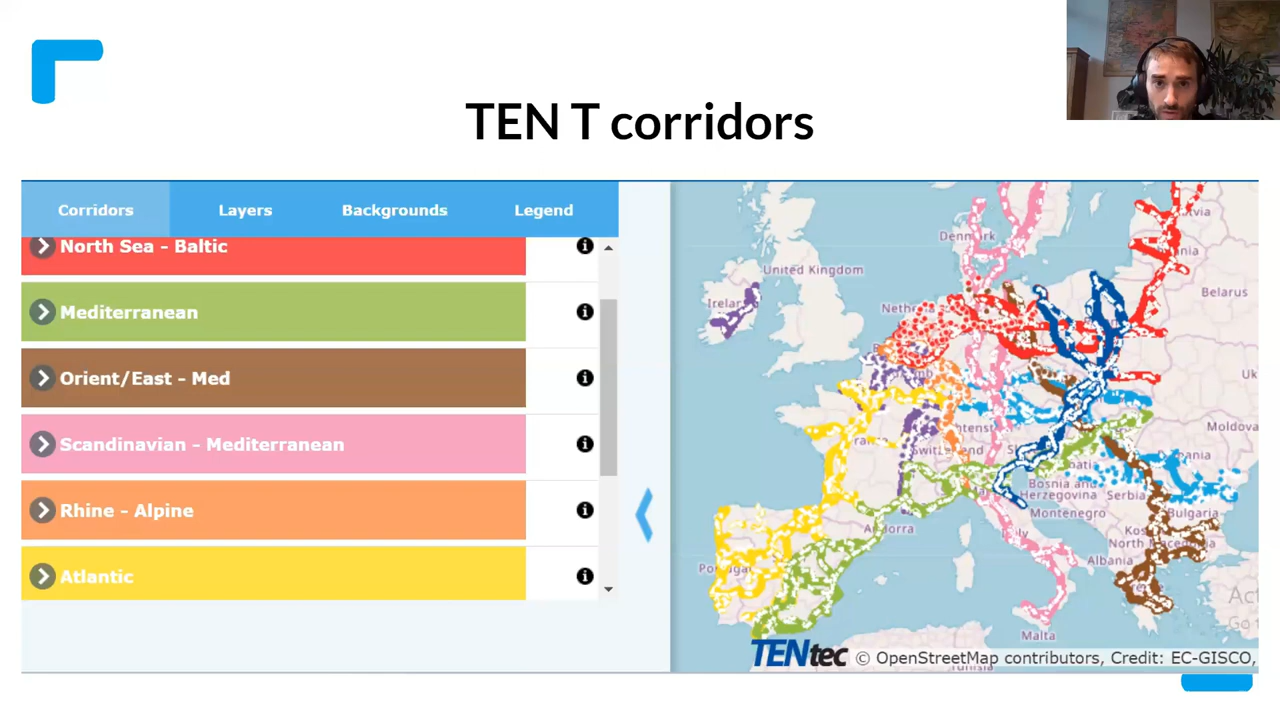 TEN T corridors
Corridors
Layers
Backgrounds
Legend
North Sea - Baltic
Mediterranean
Orient/East - Med
Scandinavian - Mediterranean
Rhine - Alpine
Atlantic
Denmark
United Kingdom
Ireland
Belarus
Moldova
Bosnia and
Herzegovina
Serbia
Montenegro
Bulgaria
Andorra
Albania
Malta
TENtec © OpenStreetMap contributors, Credit: EC-GISCO,